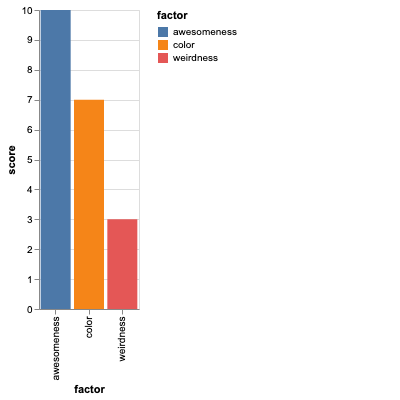 10
9
8
7
6
5
4
3
2
1
0
score
awesomeness
color
weirdness
factor
factor
awesomeness
color
weirdness